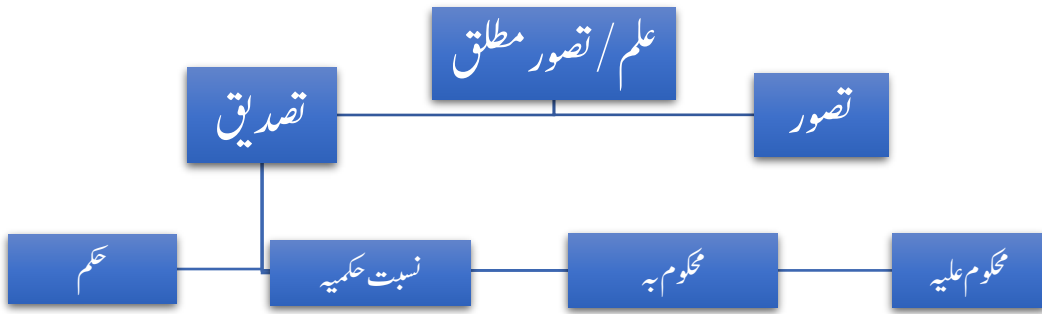 علم/تصور مطلق
تصور
تصدیق
محکوم علیہ
محکوم بہ
نسبت حکمیہ
حکم